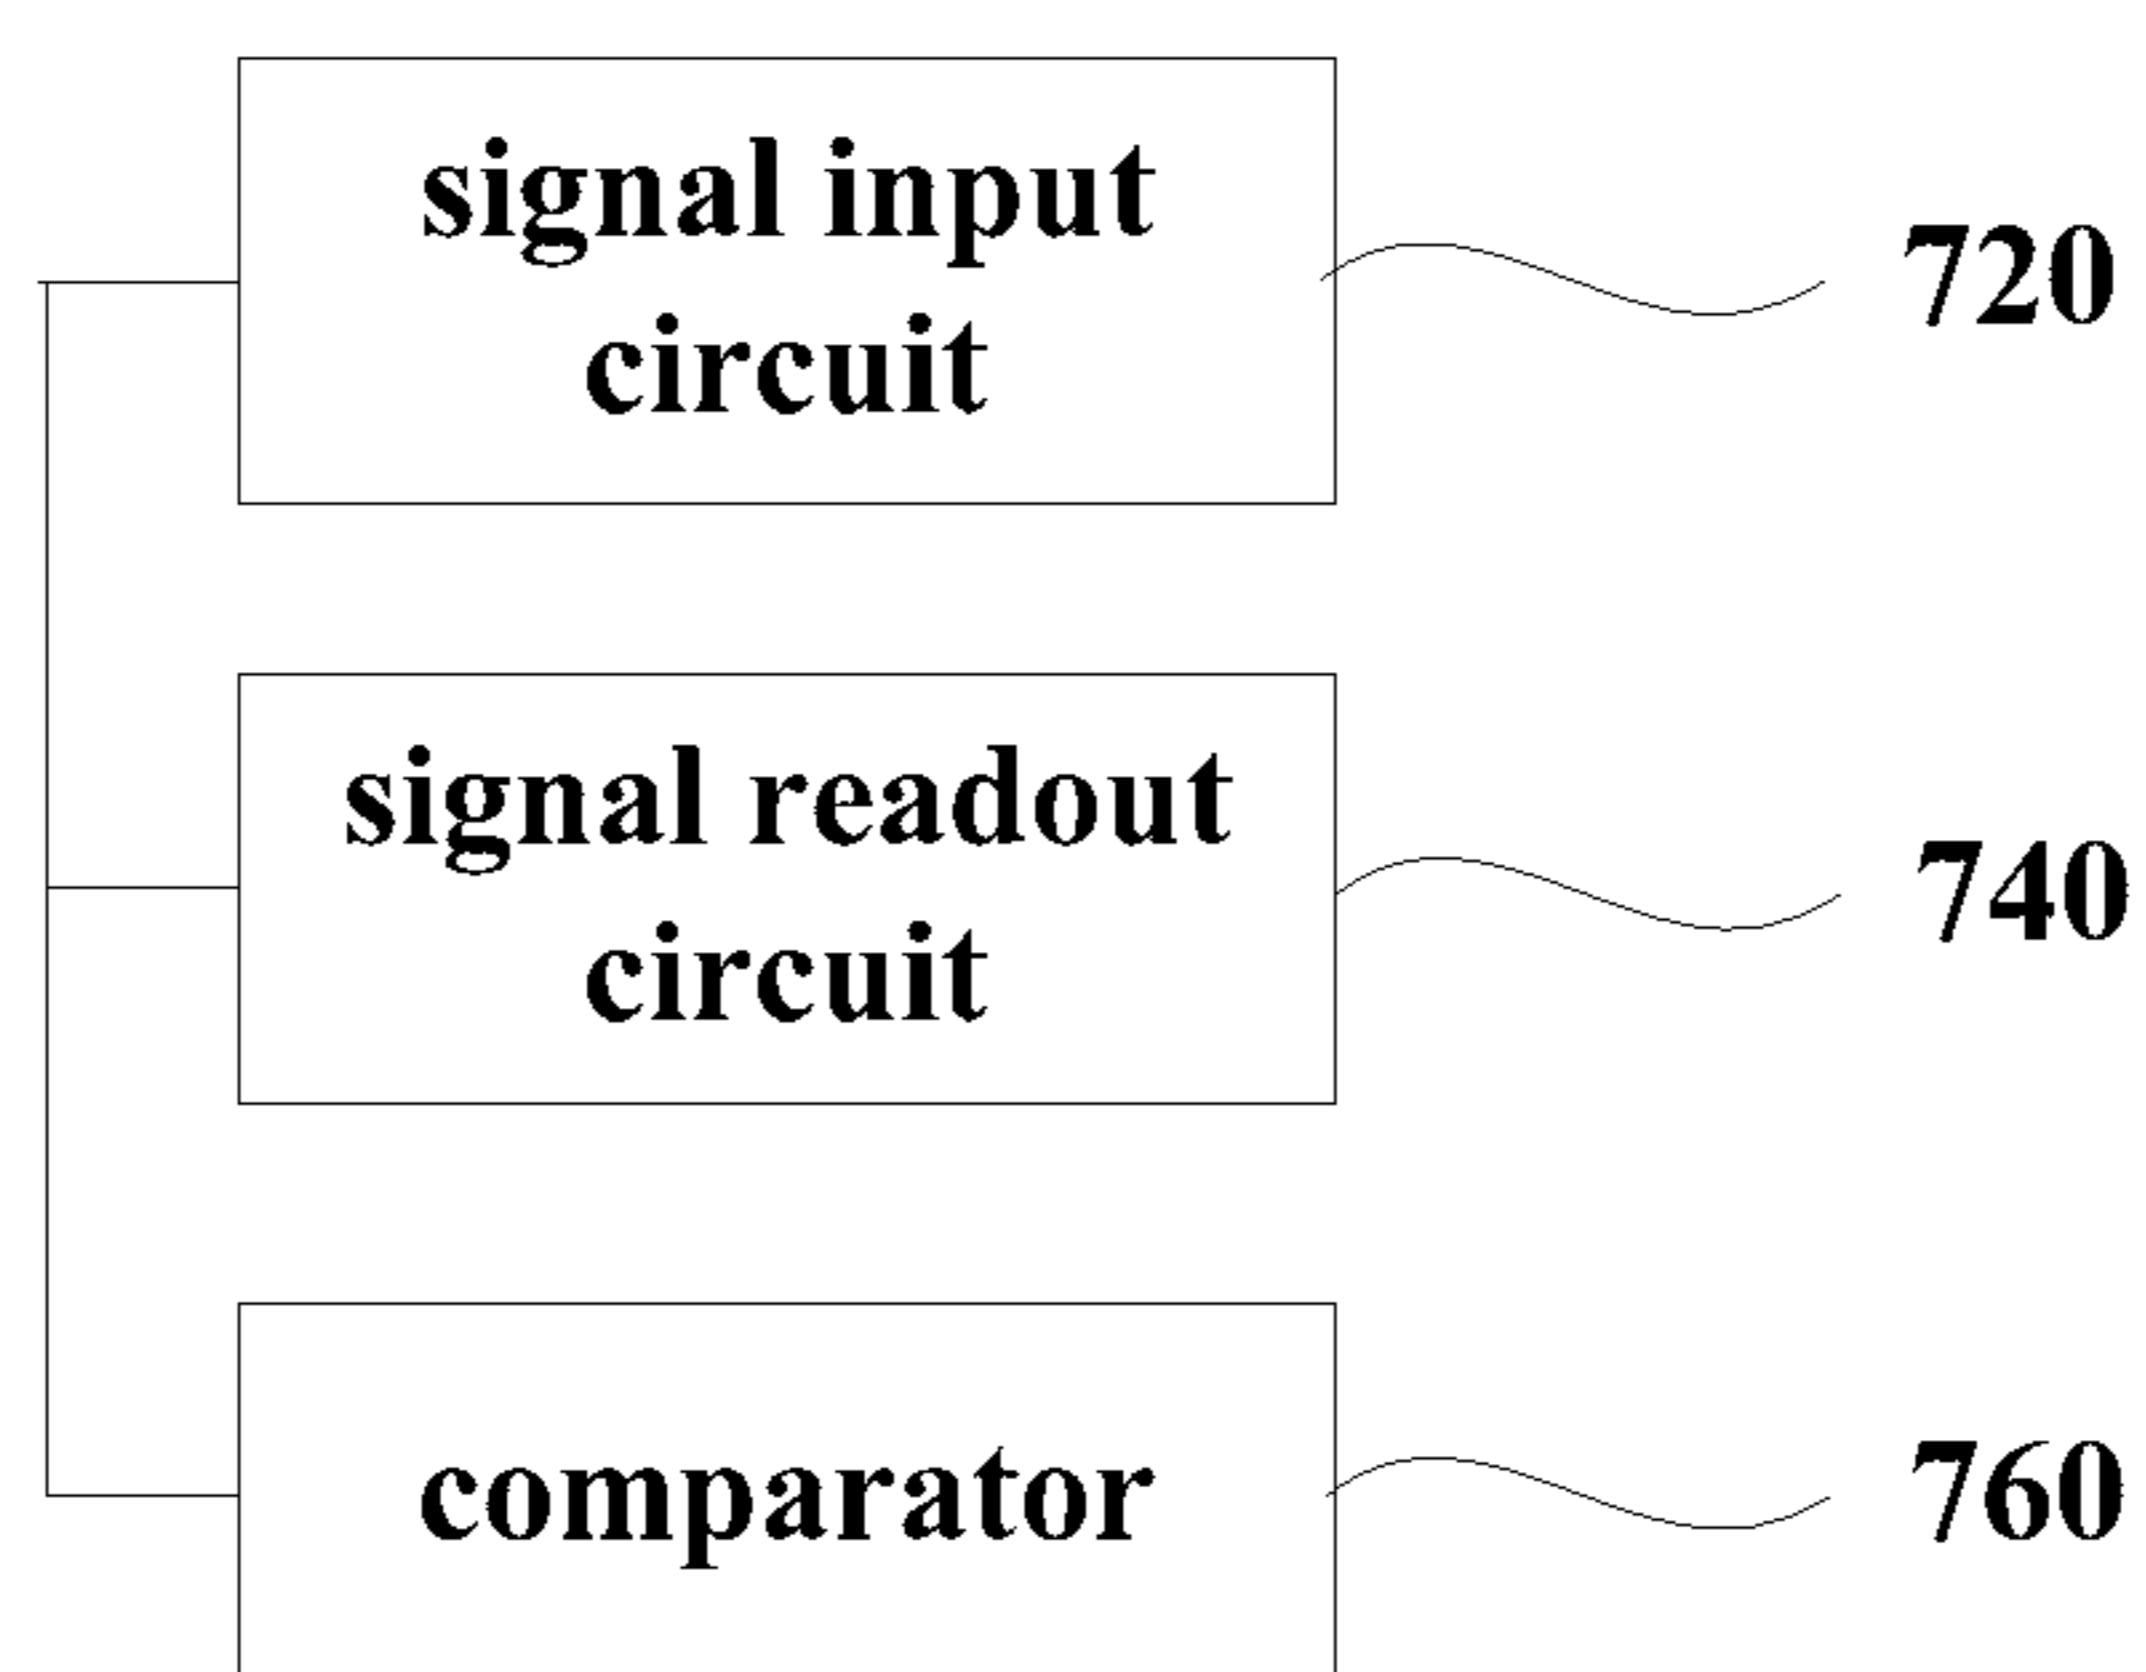 signal input
circuit
720
signal readout
circuit
740
comparator
760